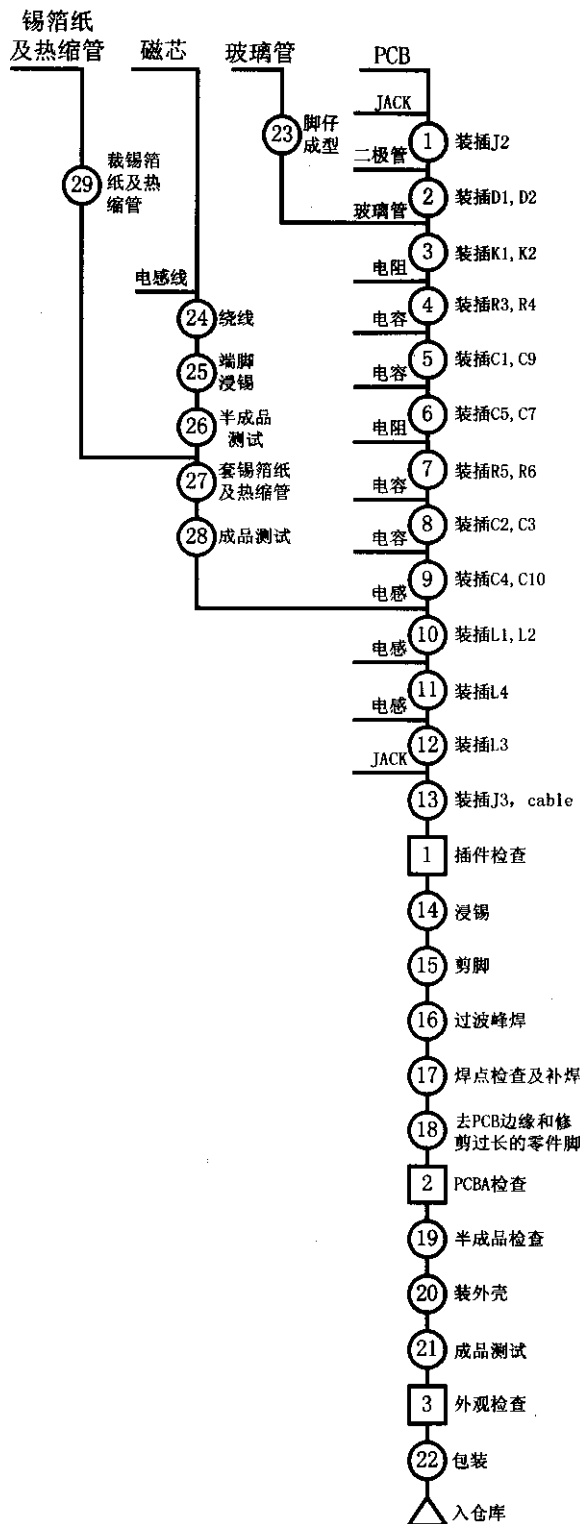 锡箔纸
及热缩管
磁芯
玻璃管
PCB
JACK
23
脚仔
成型
1
装插J2
二极管
29
裁锡箔
纸及热
缩管
2
装插D1, D2
玻璃管
3
装插K1, K2
电阻
电感线
4
装插R3, R4
24
绕线
电容
5
装插C1, C9
25
端脚
浸锡
电容
6
装插C5, C7
26
半成品
测试
电阻
7
装插R5, R6
27
套锡箔纸
及热缩管
电容
8
装插C2, C3
28
成品测试
电容
9
装插C4, C10
电感
10
装插L1, L2
电感
11
装插L4
电感
12
装插L3
JACK
13
装插J3, cable
1
插件检查
14
浸锡
15
剪脚
16
过波峰焊
17
焊点检查及补焊
18
去PCB边缘和修
剪过长的零件脚
2
PCBA检查
19
半成品检查
20
装外壳
21
成品测试
3
外观检查
22
包装
入仓库